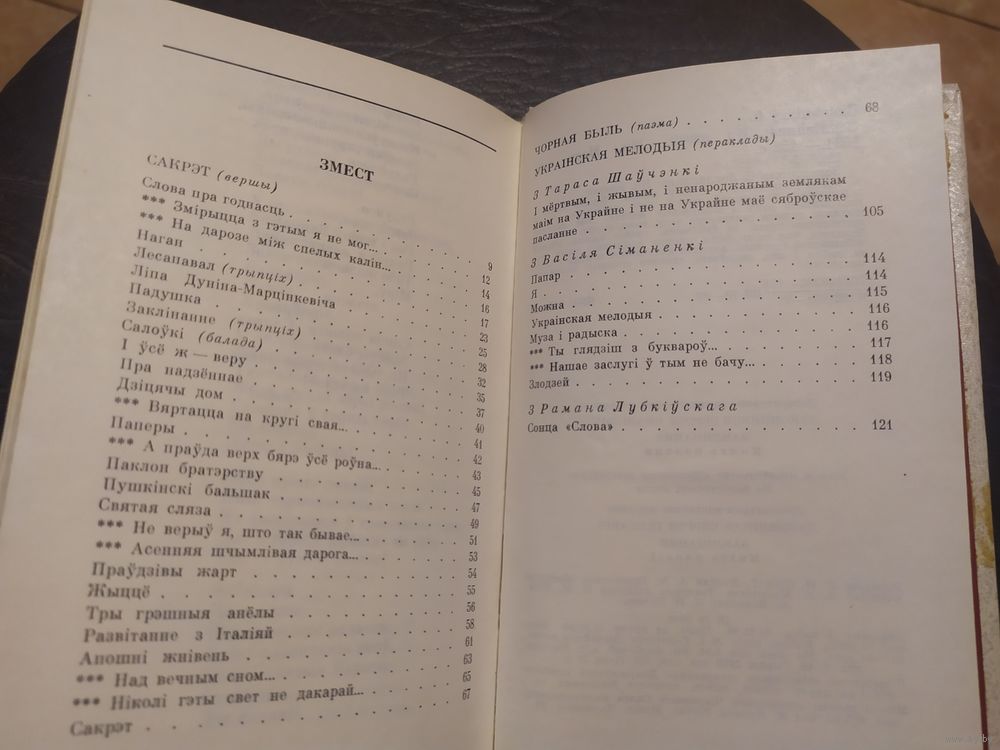 ЗМЕСТ
САКРЭТ (вершы)
Слова пра годнасць . . . . . . . 9
*** Змірыцца з гэтым я не мог... . . . . 12
*** На дарозе між спелых калін... . . . . 14
Наган . . . . . . . . . . 16
Лесапавал (трыпціх) . . . . . . . 17
Ліпа Дуніна-Марцінкевіча . . . . . . 23
Падушка . . . . . . . . . . 25
Заклінанне (трыпціх) . . . . . . . 28
Салоўкі (балада) . . . . . . . . 32
І ўсё ж — веру . . . . . . . . 35
Пра надзённае . . . . . . . . 37
Дзіцячы дом . . . . . . . . . 40
*** Вяртацца на кругі свая... . . . . . 41
Паперы . . . . . . . . . . 42
*** А праўда верх бярэ ўсё роўна... . . . . 43
Паклон братэрству . . . . . . . . 45
Пушкінскі бальшак . . . . . . . . 47
Святая сляза . . . . . . . . . 49
*** Не верыў я, што так бывае... . . . . . 51
*** Асенняя шчымлівая дарога... . . . . . 53
Праўдзівы жарт . . . . . . . . . 54
Жыццё . . . . . . . . . . . 55
Тры грэшныя анёлы . . . . . . . . 56
Развітанне з Італіяй . . . . . . . . 58
Апошні жнівень . . . . . . . . . 61
*** Над вечным сном... . . . . . . . . 63
*** Ніколі гэты свет не дакарай... . . . . . 65
Сакрэт . . . . . . . . . . . 67
ЧОРНАЯ БЫЛЬ (паэма) . . . . . . . . . . 68
УКРАІНСКАЯ МЕЛОДЫЯ (пераклады)
З Тараса Шаўчэнкі
І мёртвым, і жывым, і ненароджаным землякам
маім на Украйне і не на Украйне маё сяброўскае
пасланне . . . . . . . . . . . . 105
З Васіля Сіманенкі
Папар . . . . . . . . . . . . . 114
Я . . . . . . . . . . . . . . 114
Можна . . . . . . . . . . . . . 115
Украінская мелодыя . . . . . . . . . 116
Муза і радыска . . . . . . . . . . 116
*** Ты глядзіш з буквароў... . . . . . . . 117
*** Нашае заслугі ў тым не бачу... . . . . . . 118
Злодзей . . . . . . . . . . . . . 119
З Рамана Лубкіўскага
Сонца «Слова» . . . . . . . . . . . 121